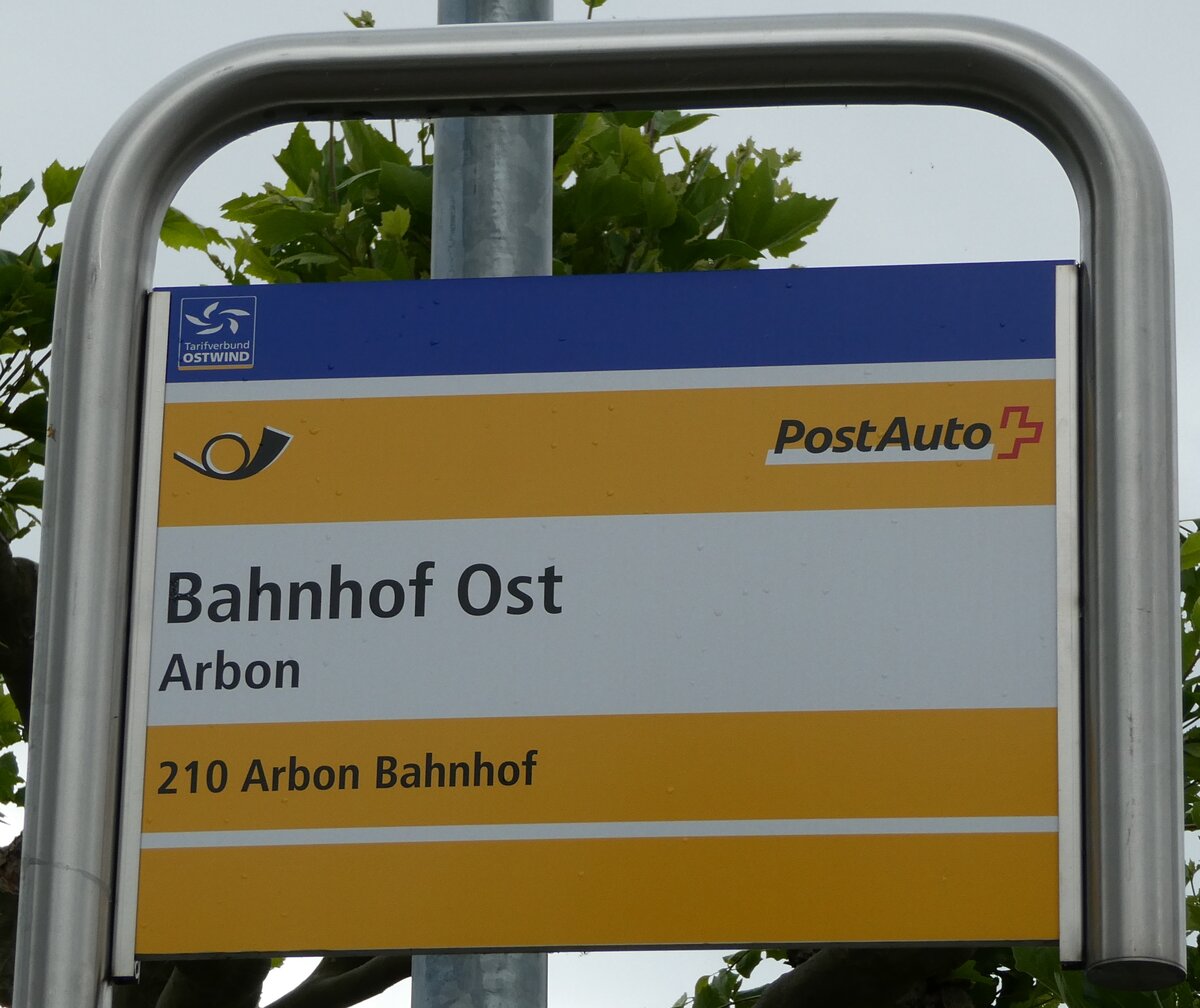 Tarifverbund
OSTWIND
PostAuto
Bahnhof Ost
Arbon
210 Arbon Bahnhof